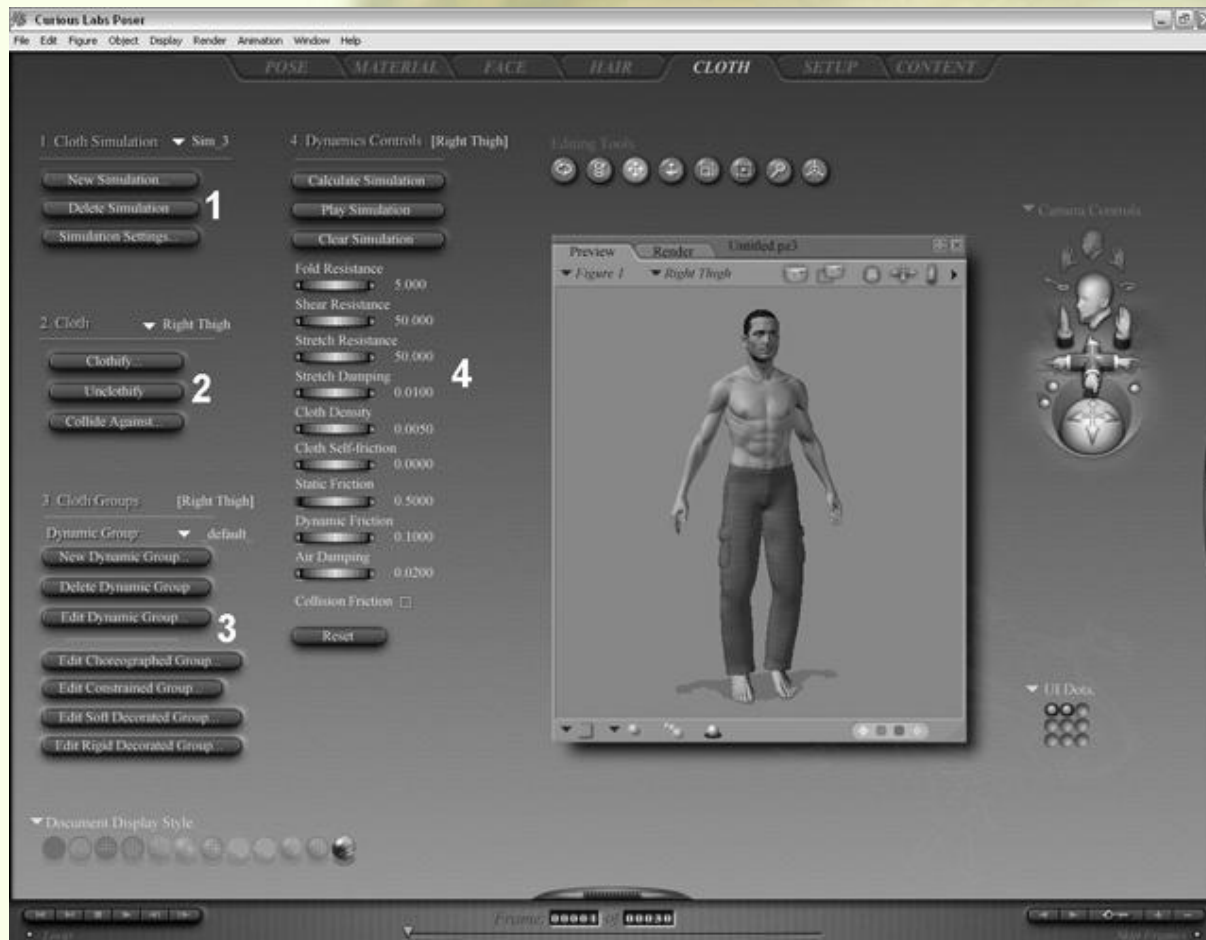 Curious Labs Poser
File Edit Figure Object Display Render Animation Window Help
POSE MATERIAL FACE HAIR CLOTH SETUP CONTENT
1. Cloth Simulation Sim_3
New Simulation...
Delete Simulation
Simulation Settings...
1
2. Cloth Right Thigh
Clothify...
Unclothify
Collide Against...
2
3. Cloth Groups [Right Thigh]
Dynamic Group: default
New Dynamic Group...
Delete Dynamic Group
Edit Dynamic Group...
3
Edit Choreographed Group...
Edit Constrained Group...
Edit Soft Decorated Group...
Edit Rigid Decorated Group...
4. Dynamics Controls [Right Thigh]
Calculate Simulation
Play Simulation
Clear Simulation
Fold Resistance
5.000
Shear Resistance
50.000
Stretch Resistance
50.000
Stretch Damping
0.0100
Cloth Density
0.0050
Cloth Self-friction
0.0000
Static Friction
0.5000
Dynamic Friction
0.1000
Air Damping
0.0200
Collision Friction
Reset
4
Editing Tools
Preview Render Untitled.pz3
Figure 1 Right Thigh
Camera Controls
UI Dots
Document Display Style
Frame: 00001 of 00030
Loop
Skip Frames